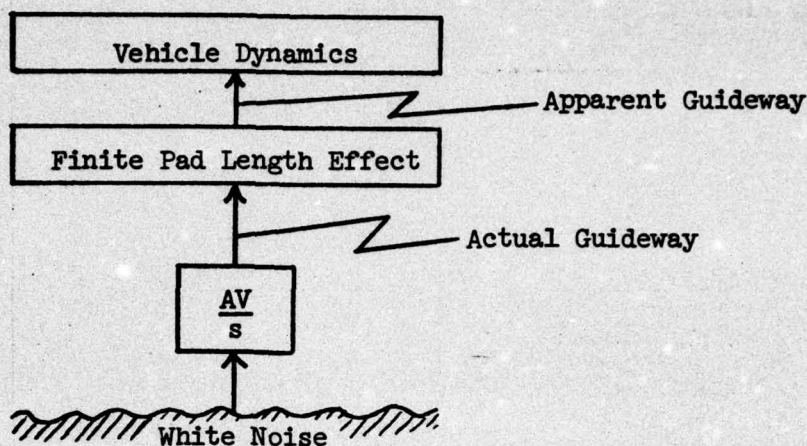 Vehicle Dynamics
Apparent Guideway
Finite Pad Length Effect
Actual Guideway
AV
s
White Noise